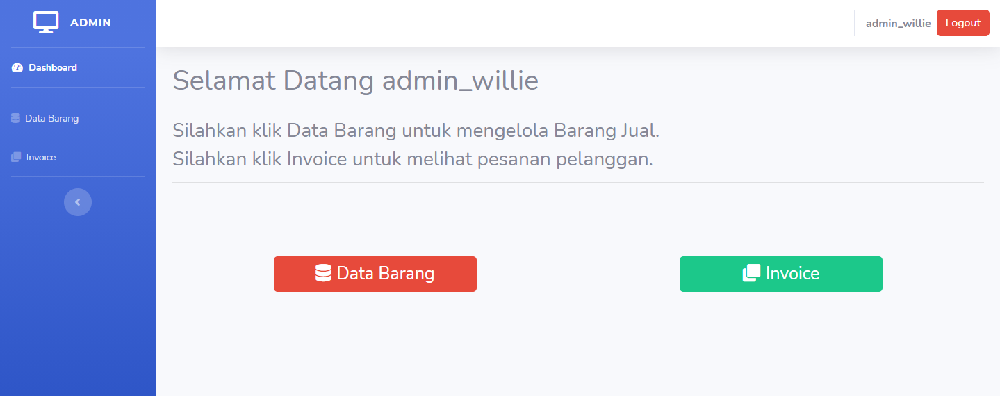 ADMIN
admin_willie
Logout
Dashboard
Data Barang
Invoice
Selamat Datang admin_willie
Silahkan klik Data Barang untuk mengelola Barang Jual.
Silahkan klik Invoice untuk melihat pesanan pelanggan.
Data Barang
Invoice